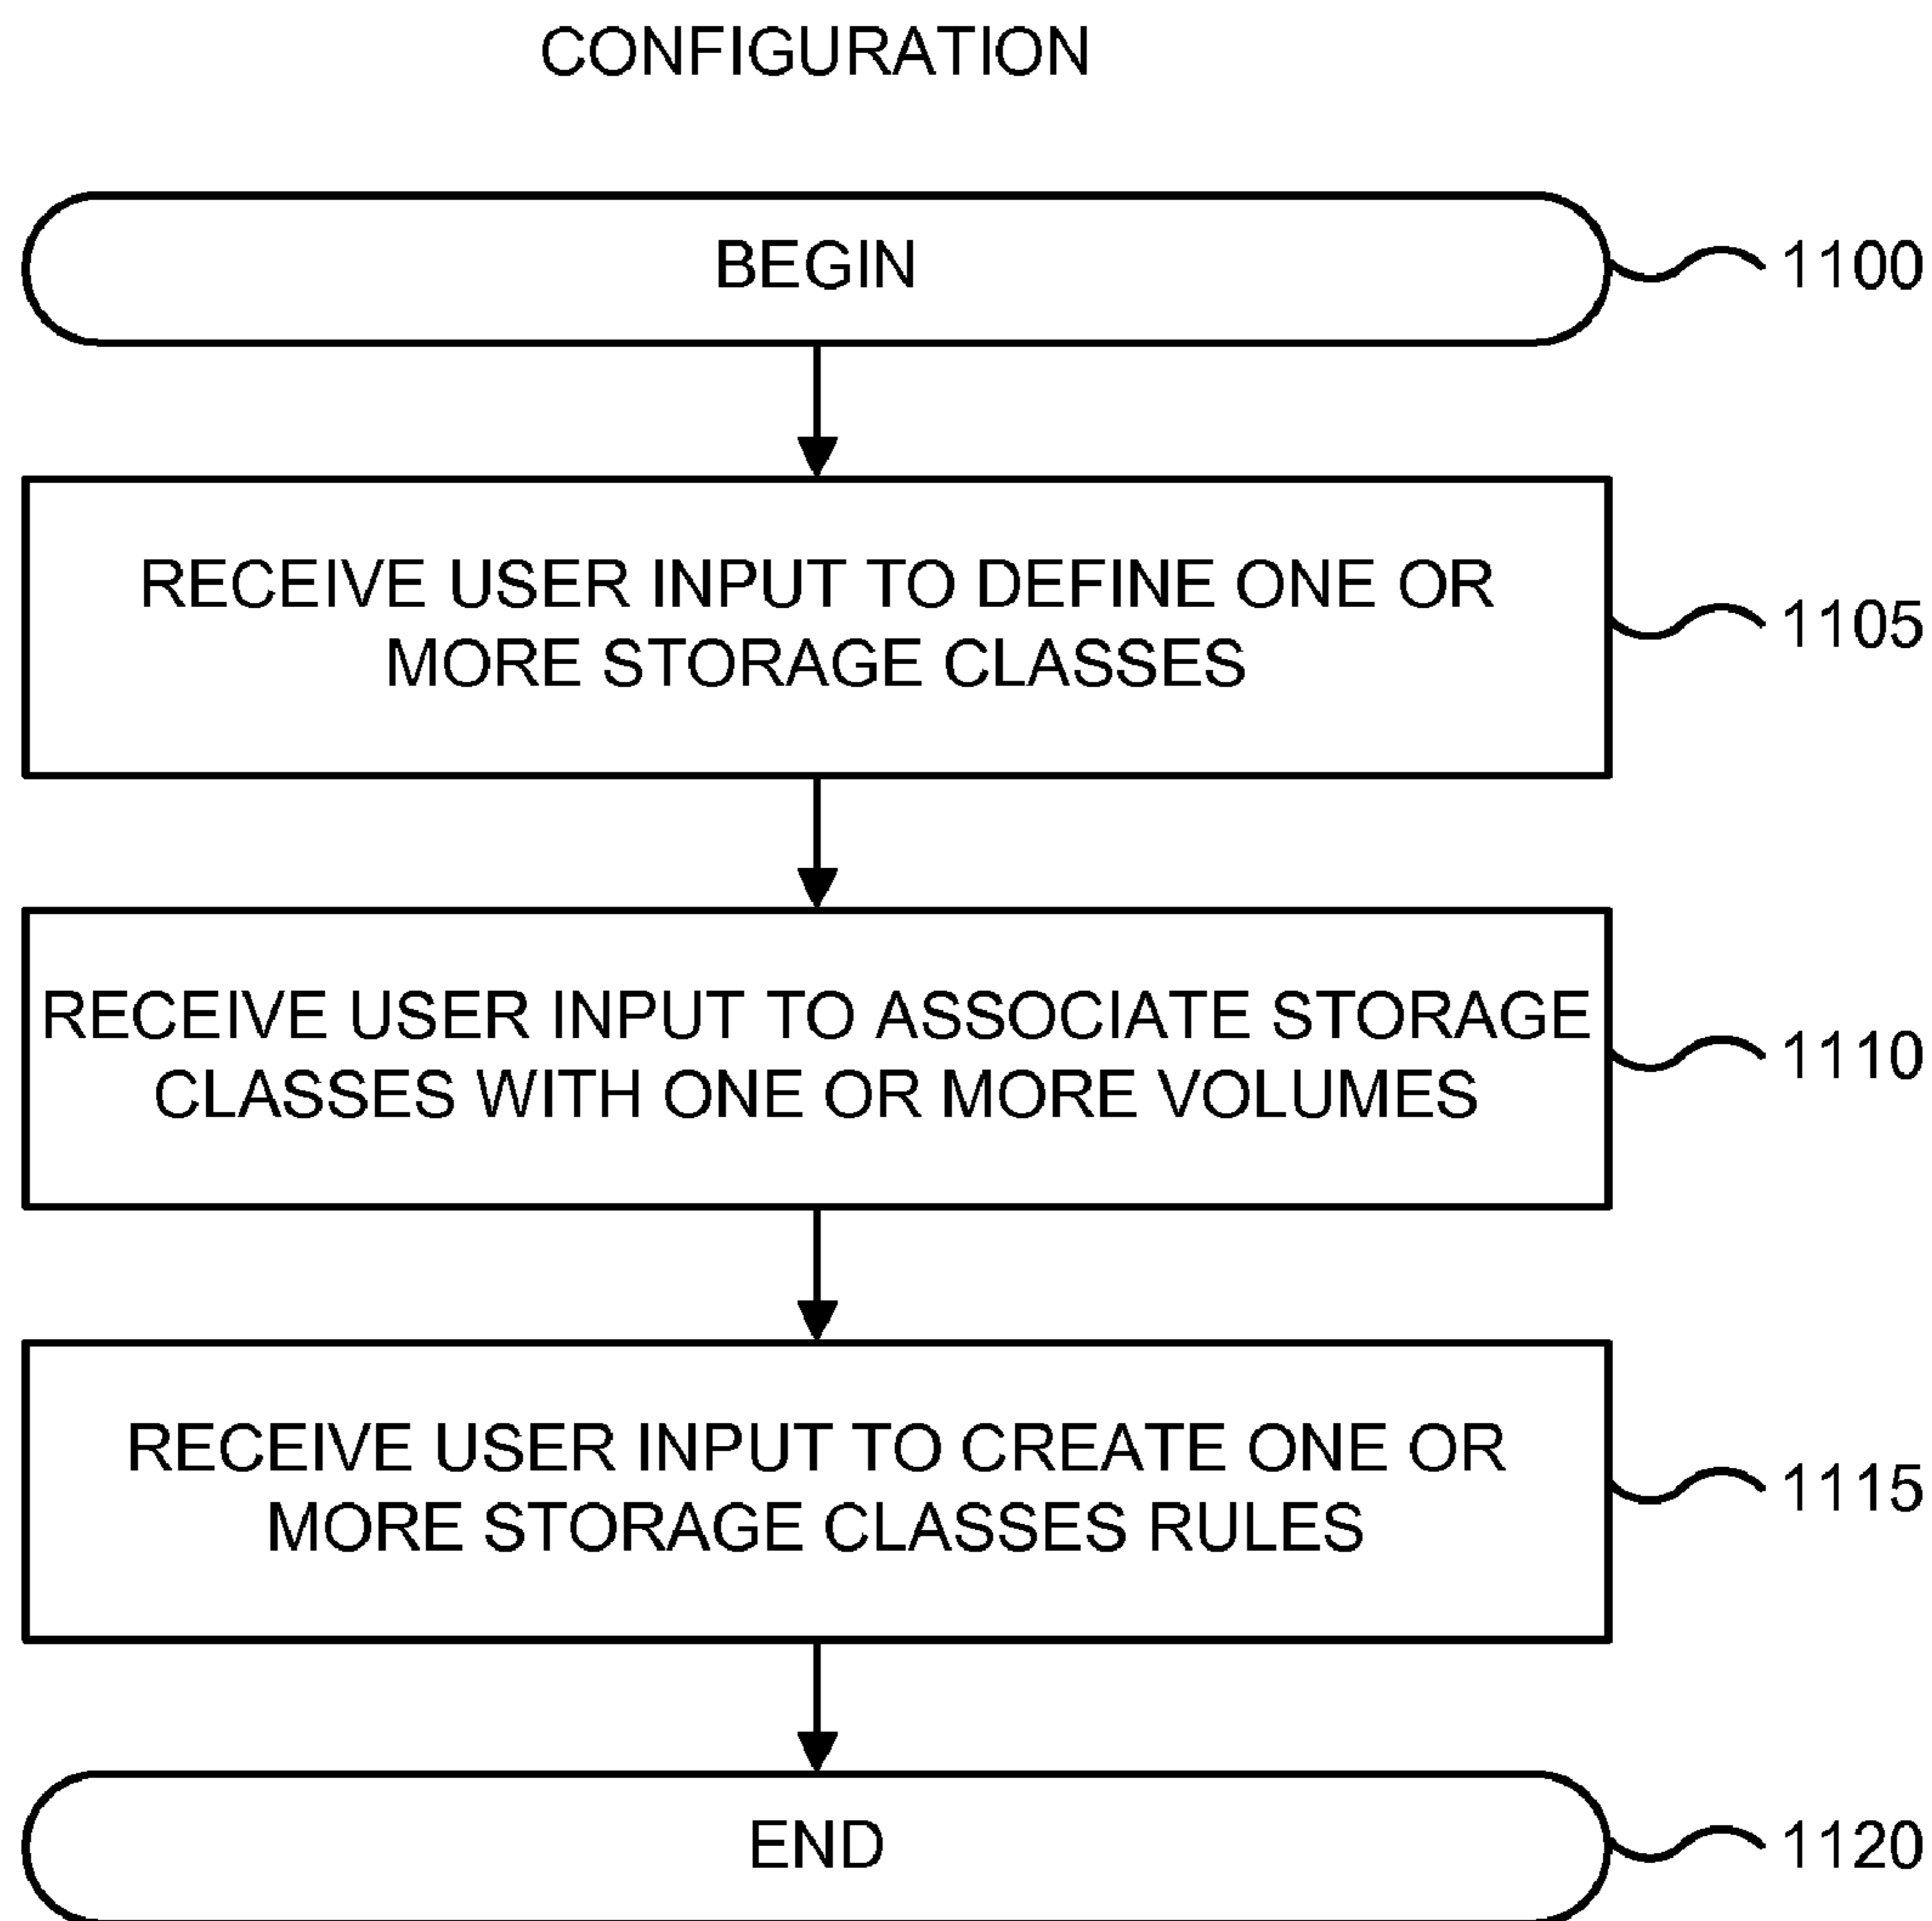 CONFIGURATION
BEGIN
1100
RECEIVE USER INPUT TO DEFINE ONE OR
MORE STORAGE CLASSES
1105
RECEIVE USER INPUT TO ASSOCIATE STORAGE
CLASSES WITH ONE OR MORE VOLUMES
1110
RECEIVE USER INPUT TO CREATE ONE OR
MORE STORAGE CLASSES RULES
1115
END
1120